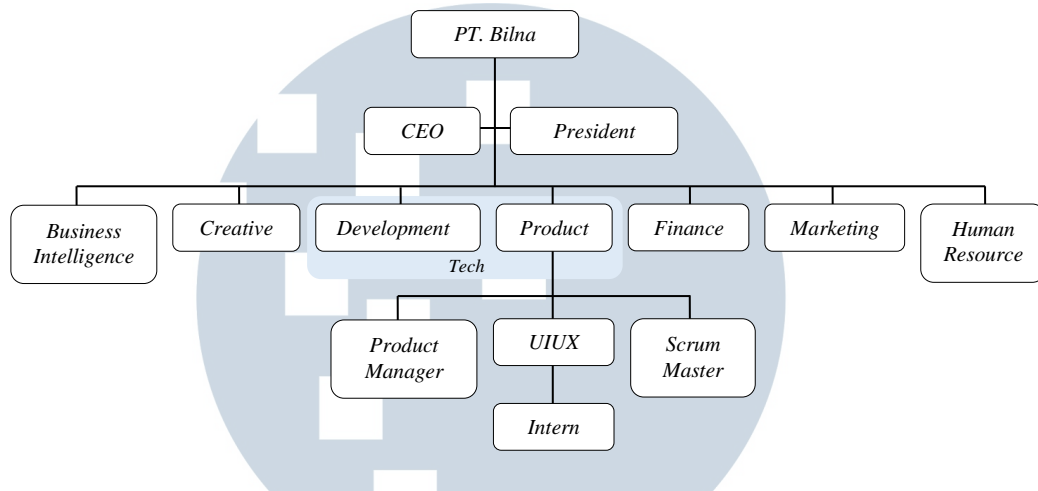 PT. Bilna
CEO
President
Business
Intelligence
Creative
Development
Product
Finance
Marketing
Human
Resource
Tech
Product
Manager
UIUX
Scrum
Master
Intern